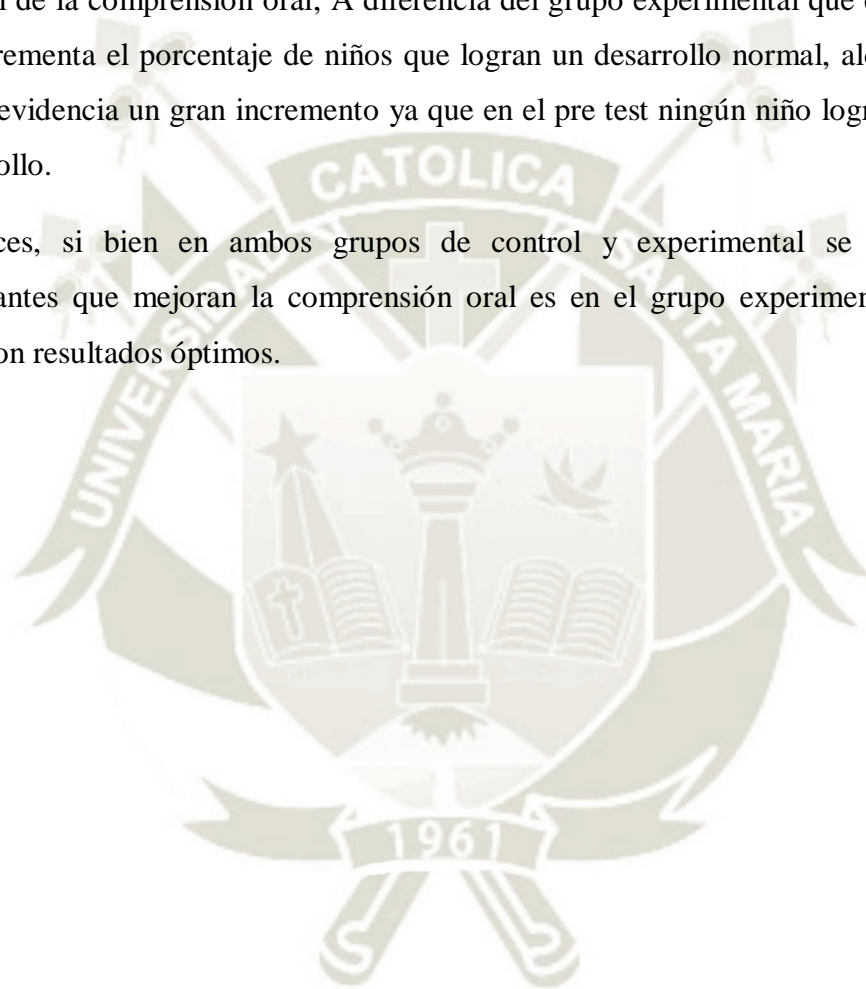 de la comprensión oral, A diferencia del grupo experimental que
rementa el porcentaje de niños que logran un desarrollo normal,
evidencia un gran incremento ya que en el pre test ningún niño
ollo.
CATOLICA
UNIVERSIDAD
SANTA MARIA
ces, si bien en ambos grupos de control y experimental se
antes que mejoran la comprensión oral es en el grupo
on resultados óptimos.
1961